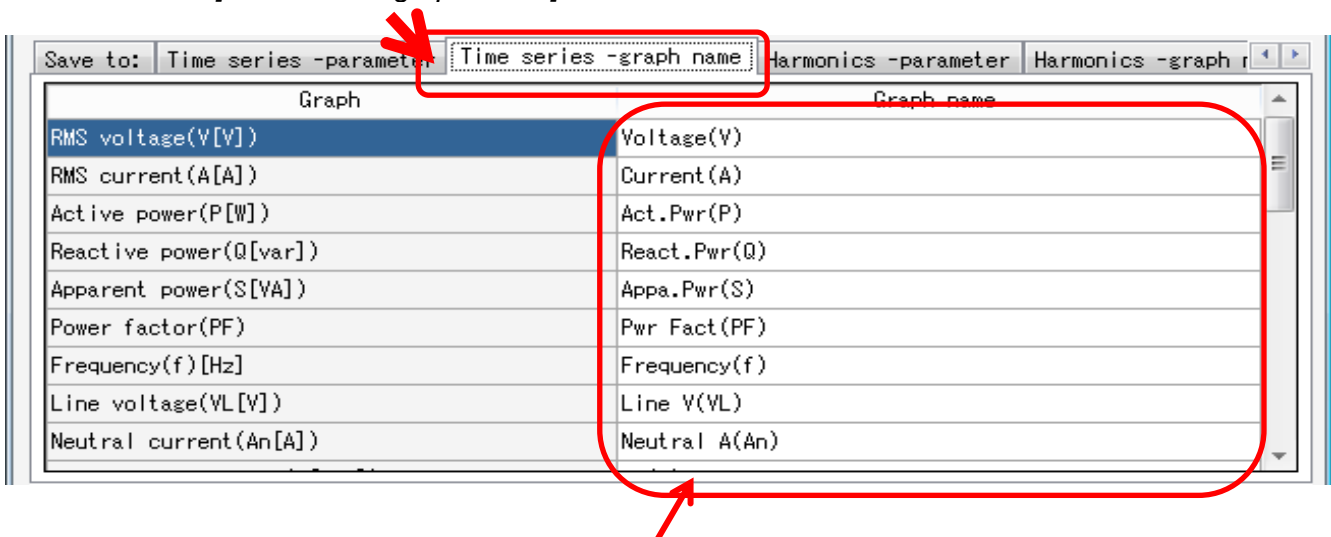 Save to: Time series -parameter Time series -graph name Harmonics -parameter Harmonics -graph
Graph Graph name
RMS voltage(V[V]) Voltage(V)
RMS current(A[A]) Current(A)
Active power(P[W]) Act.Pwr(P)
Reactive power(Q[var]) React.Pwr(Q)
Apparent power(S[VA]) Appa.Pwr(S)
Power factor(PF) Pwr Fact(PF)
Frequency(f)[Hz] Frequency(f)
Line voltage(VL[V]) Line V(VL)
Neutral current(An[A]) Neutral A(An)